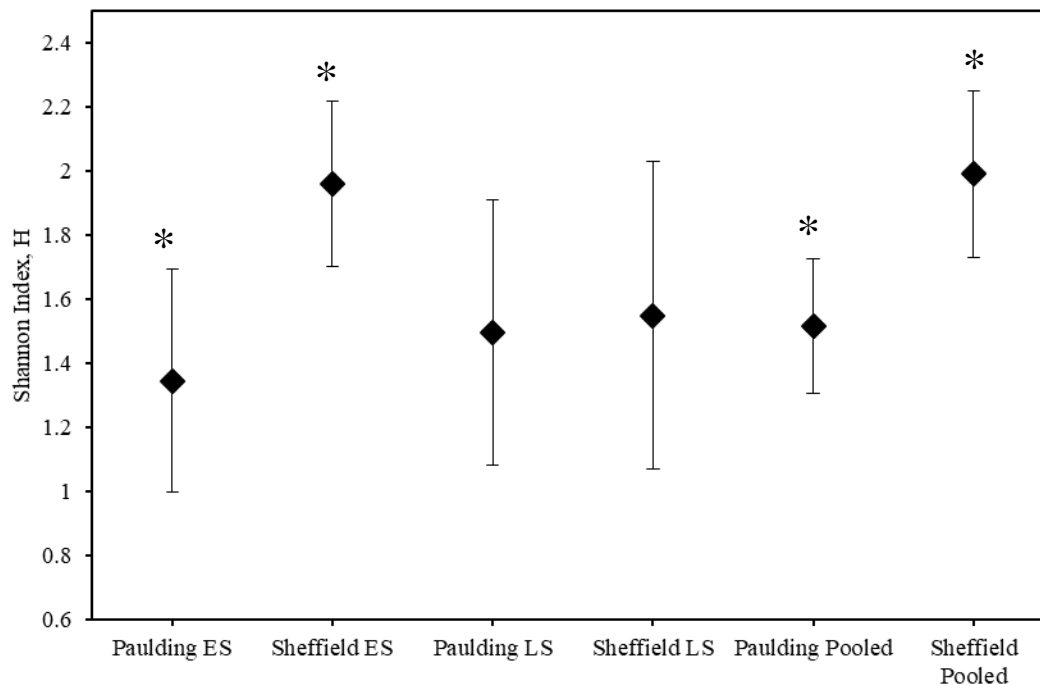 2.4
2.2
2
1.8
1.6
1.4
1.2
1
0.8
0.6
Shannon Index, H
*
*
*
*
Paulding ES
Sheffield ES
Paulding LS
Sheffield LS
Paulding Pooled
Sheffield
Pooled